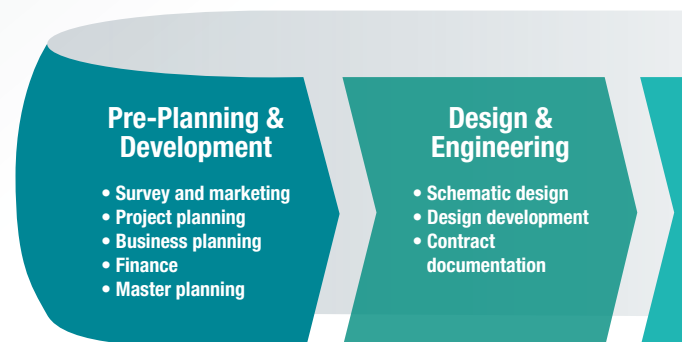 Pre-Planning &
Development
• Survey and marketing
• Project planning
• Business planning
• Finance
• Master planning
Design &
Engineering
• Schematic design
• Design development
• Contract
documentation